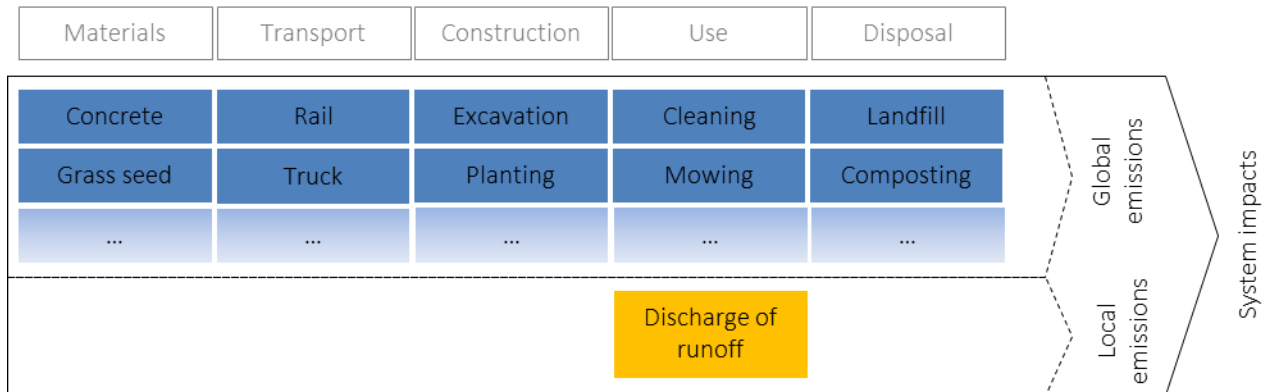 Materials
Transport
Construction
Use
Disposal
Concrete
Rail
Excavation
Cleaning
Landfill
Grass seed
Truck
Planting
Mowing
Composting
...
...
...
...
...
Global
emissions
Discharge of
runoff
Local
emissions
System impacts